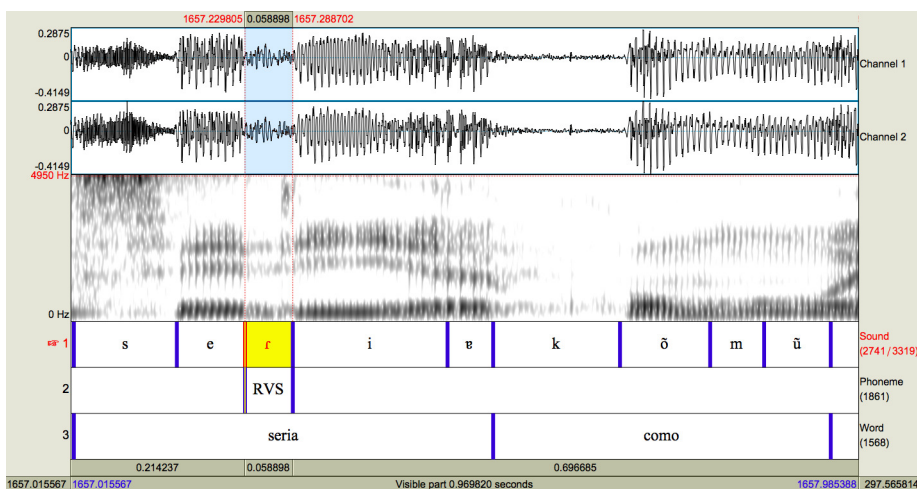 1657.229805 0.058898 1657.288702
0.2875
0
-0.4149
Channel 1
0.2875
0
-0.4149
Channel 2
4950 Hz
0 Hz
☞ 1 s e ɾ i ɐ k õ m ũ Sound
(2741 / 3319)
2 RVS Phoneme
(1861)
3 seria como Word
(1568)
0.214237 0.058898 0.696685
1657.015567 1657.015567 Visible part 0.969820 seconds 1657.985388 297.565814